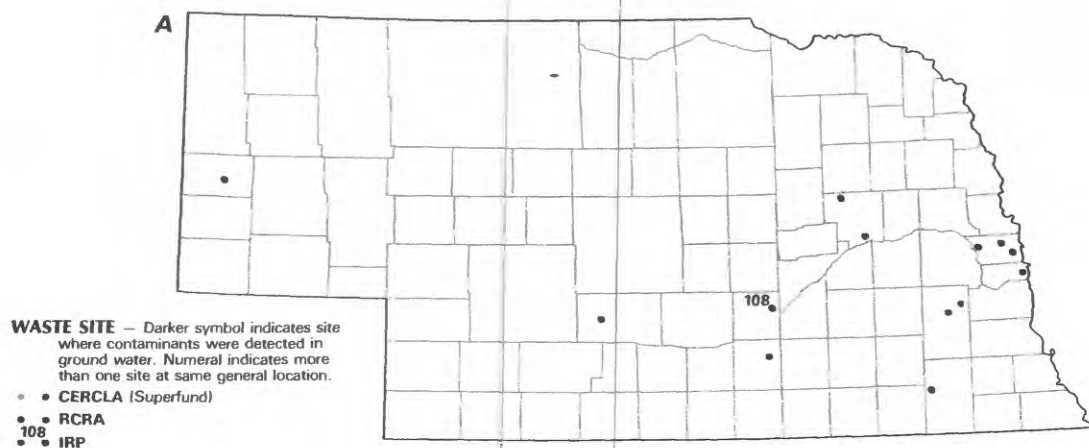 A
108
WASTE SITE — Darker symbol indicates site
where contaminants were detected in
ground water. Numeral indicates more
than one site at same general location.
CERCLA (Superfund)
RCRA
108
IRP